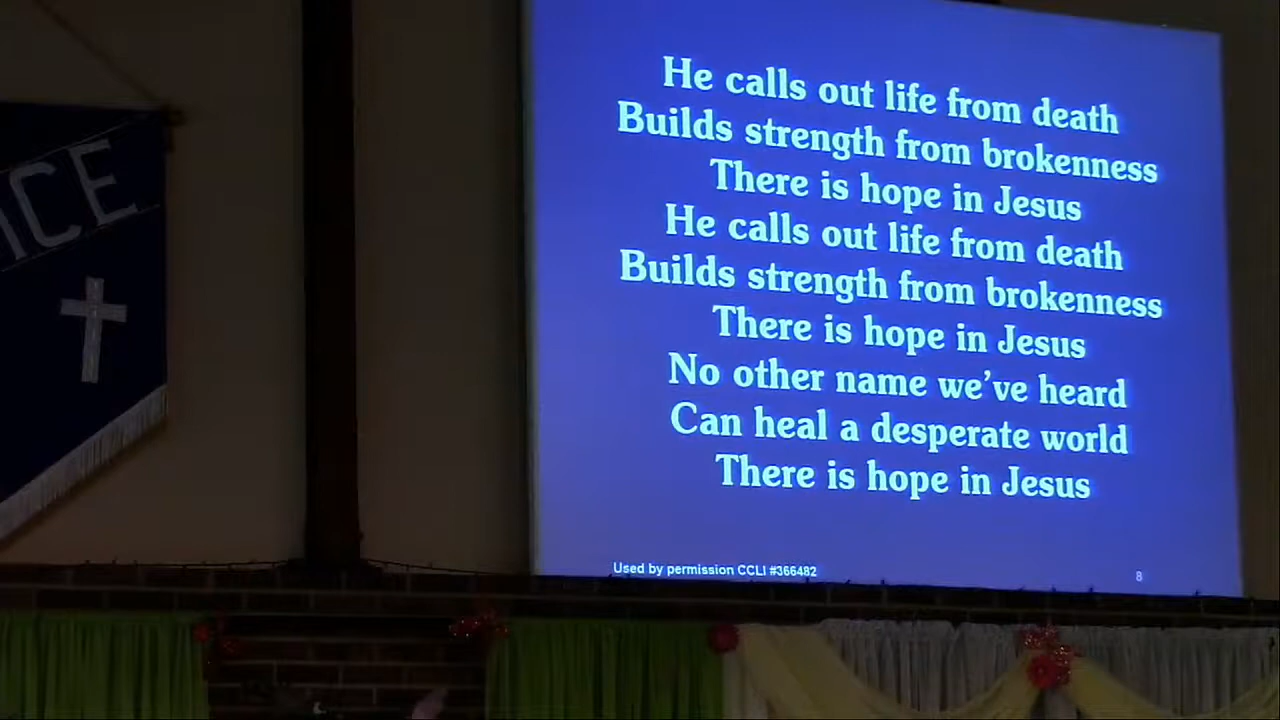 ICE
He calls out life from death
Builds strength from brokenness
There is hope in Jesus
He calls out life from death
Builds strength from brokenness
There is hope in Jesus
No other name we've heard
Can heal a desperate world
There is hope in Jesus
Used by permission CCLI #366482
8